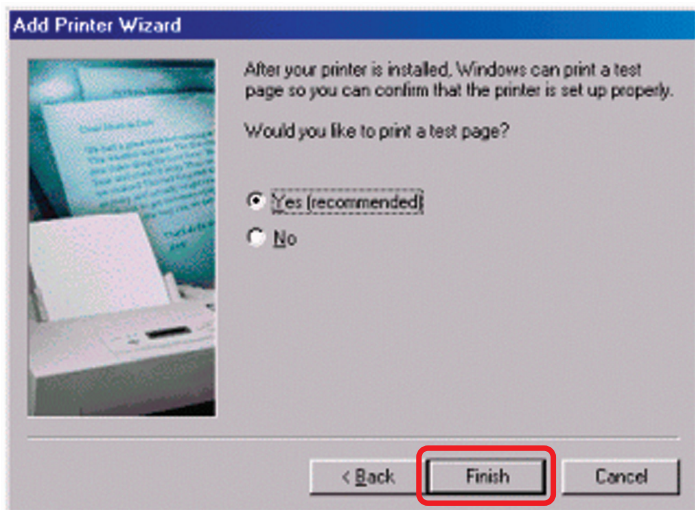 Add Printer Wizard
After your printer is installed, Windows can print a test
page so you can confirm that the printer is set up properly.
Would you like to print a test page?
Yes (recommended)
No
< Back
Finish
Cancel